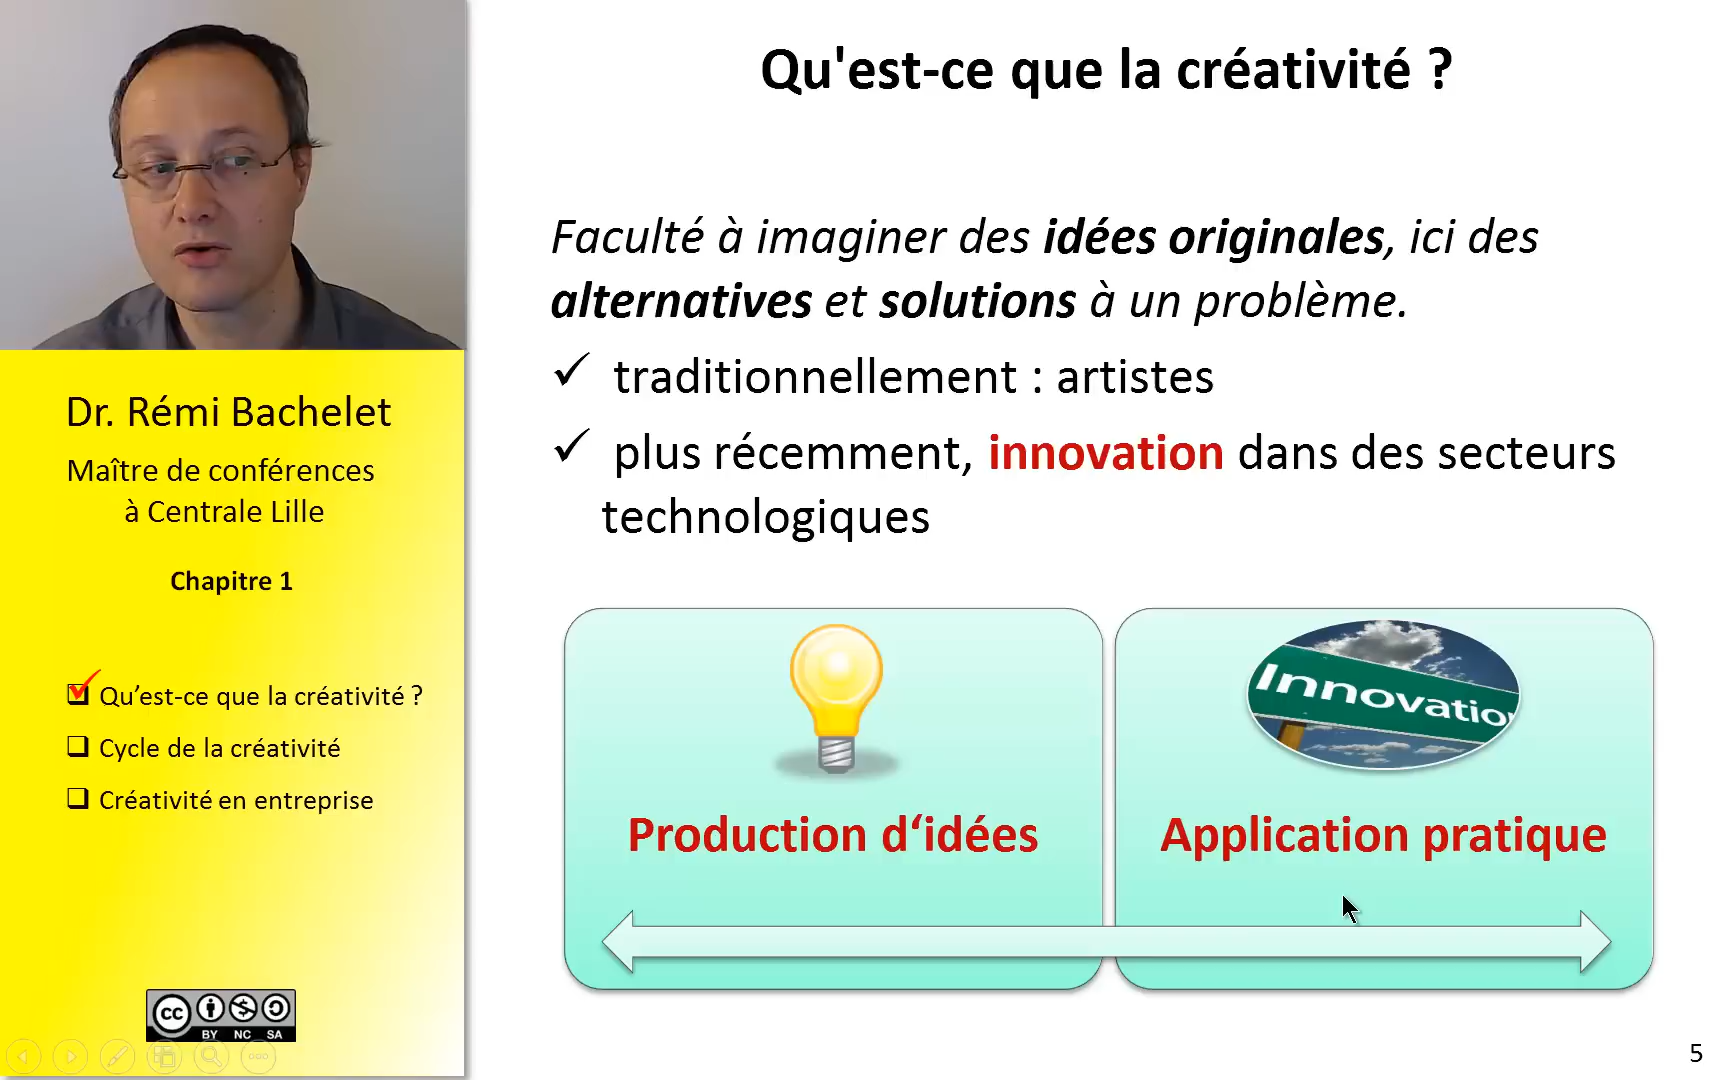 Qu'est-ce que la créativité ?
Faculté à imaginer des idées originales, ici des
alternatives et solutions à un problème.
✓ traditionnellement : artistes
✓ plus récemment, innovation dans des secteurs
technologiques
Innovatio
Production d‘idées
Application pratique
Dr. Rémi Bachelet
Maître de conférences
à Centrale Lille
Chapitre 1
Qu’est-ce que la créativité ?
Cycle de la créativité
Créativité en entreprise
cc
BY NC SA
5